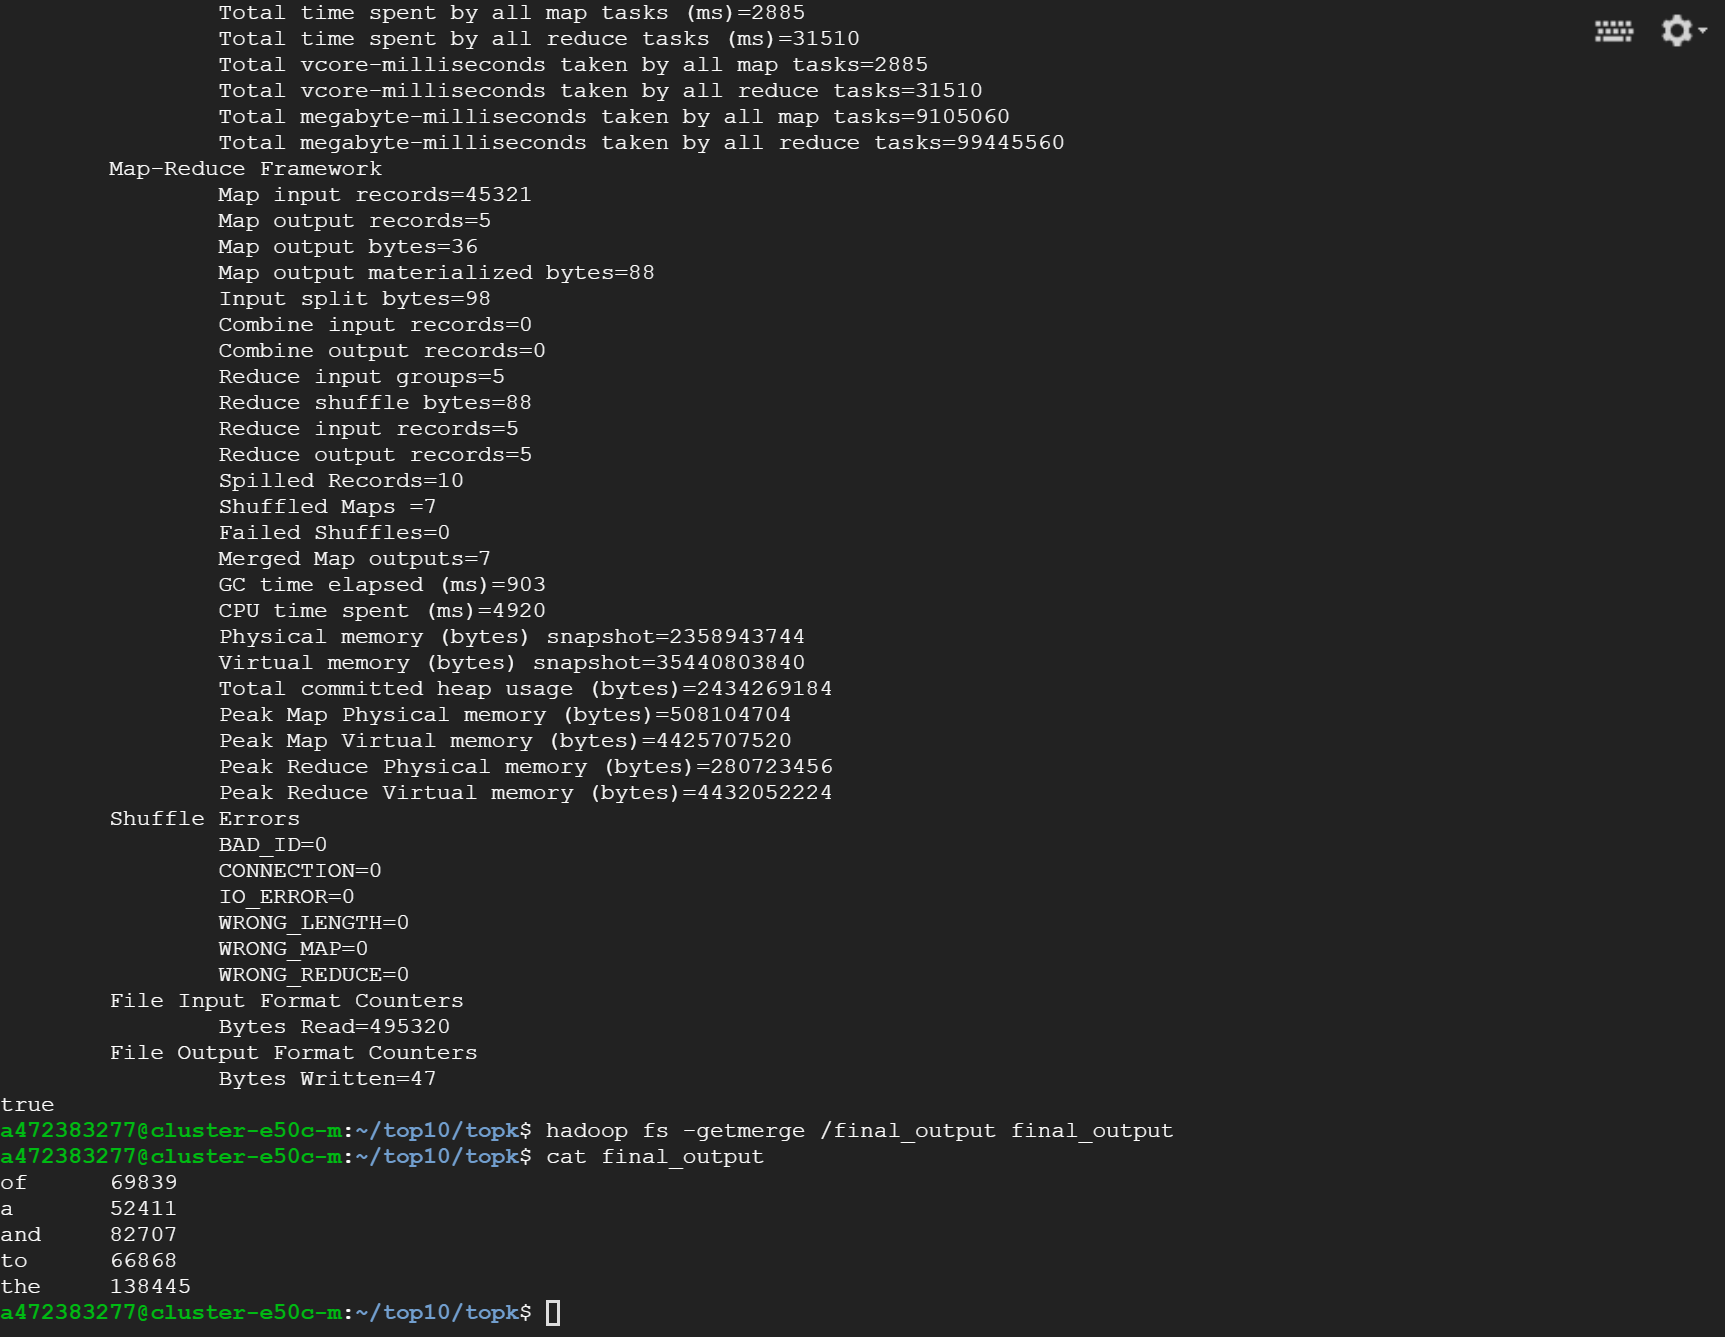 Total time spent by all map tasks (ms)=2885
Total time spent by all reduce tasks (ms)=31510
Total vcore-milliseconds taken by all map tasks=2885
Total vcore-milliseconds taken by all reduce tasks=31510
Total megabyte-milliseconds taken by all map tasks=9105060
Total megabyte-milliseconds taken by all reduce tasks=99445560
Map-Reduce Framework
Map input records=45321
Map output records=5
Map output bytes=36
Map output materialized bytes=88
Input split bytes=98
Combine input records=0
Combine output records=0
Reduce input groups=5
Reduce shuffle bytes=88
Reduce input records=5
Reduce output records=5
Spilled Records=10
Shuffled Maps =7
Failed Shuffles=0
Merged Map outputs=7
GC time elapsed (ms)=903
CPU time spent (ms)=4920
Physical memory (bytes) snapshot=2358943744
Virtual memory (bytes) snapshot=35440803840
Total committed heap usage (bytes)=2434269184
Peak Map Physical memory (bytes)=508104704
Peak Map Virtual memory (bytes)=4425707520
Peak Reduce Physical memory (bytes)=280723456
Peak Reduce Virtual memory (bytes)=4432052224
Shuffle Errors
BAD_ID=0
CONNECTION=0
IO_ERROR=0
WRONG_LENGTH=0
WRONG_MAP=0
WRONG_REDUCE=0
File Input Format Counters
Bytes Read=495320
File Output Format Counters
Bytes Written=47
true
a472383277@cluster-e50c-m:~/top10/topk$ hadoop fs -getmerge /final_output final_output
a472383277@cluster-e50c-m:~/top10/topk$ cat final_output
of 69839
a 52411
and 82707
to 66868
the 138445
a472383277@cluster-e50c-m:~/top10/topk$